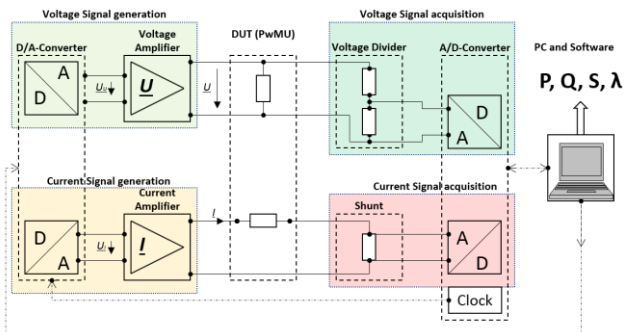 Voltage Signal generation
Voltage Signal acquisition
D/A-Converter
Voltage
Amplifier
DUT (PwMU)
Voltage Divider
A/D-Converter
PC and Software
A
D
U
U
P, Q, S, λ
D
A
Current Signal generation
Current Signal acquisition
Current
Amplifier
Shunt
D
A
I
I
A
D
Clock